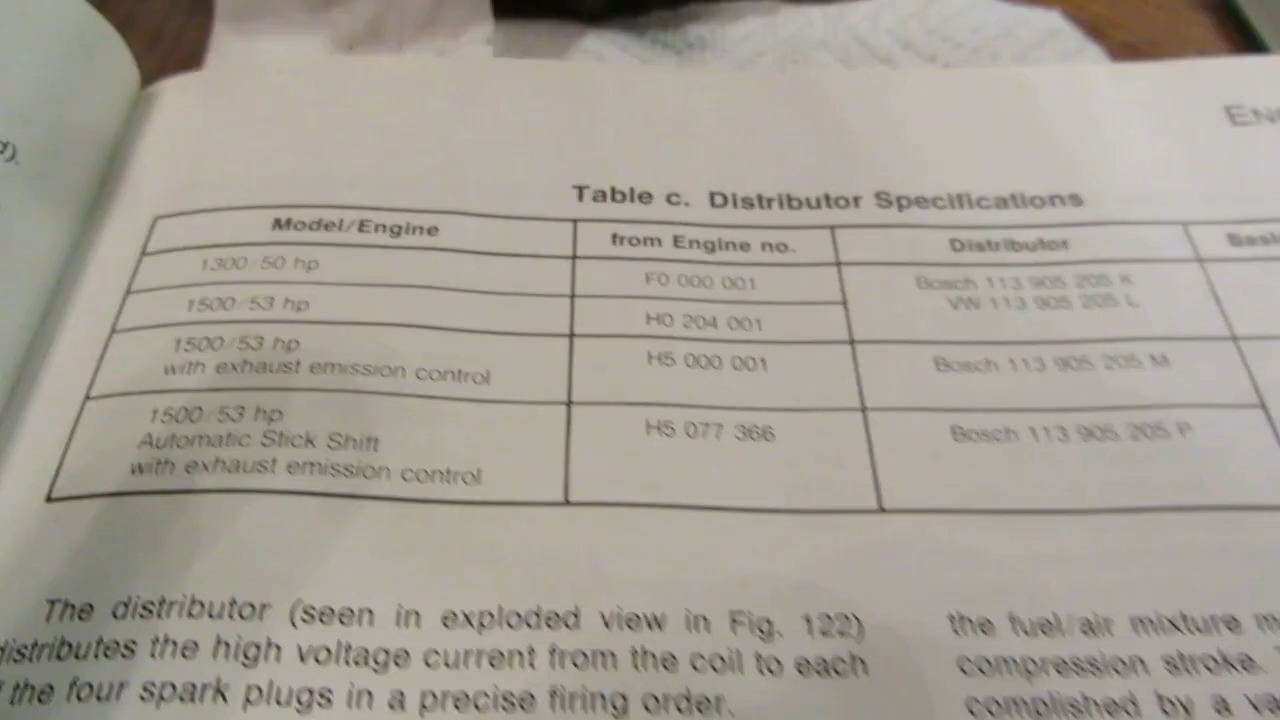 EN
Table c. Distributor Specifications
Model/Engine from Engine no. Distributor
1300/50 hp F0 000 001 Bosch 113 905 205 K
VW 113 905 205 L
1500/53 hp H0 204 001
1500/53 hp H5 000 001 Bosch 113 905 205 M
with exhaust emission control
1500/53 hp H5 077 366 Bosch 113 905 205 P
Automatic Stick Shift
with exhaust emission control
The distributor (seen in exploded view in Fig. 122)
distributes the high voltage current from the coil to each
the four spark plugs in a precise firing order.
the fuel/air mixture
compression stroke.
complished by a